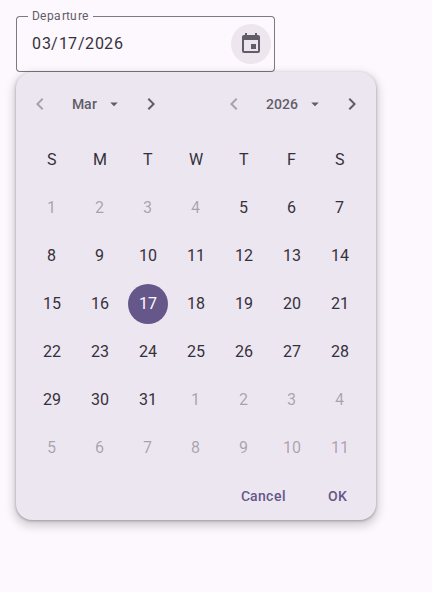 Departure
03/17/2026
Mar 2026
S M T W T F S
1 2 3 4 5 6 7
8 9 10 11 12 13 14
15 16 17 18 19 20 21
22 23 24 25 26 27 28
29 30 31 1 2 3 4
5 6 7 8 9 10 11
Cancel OK